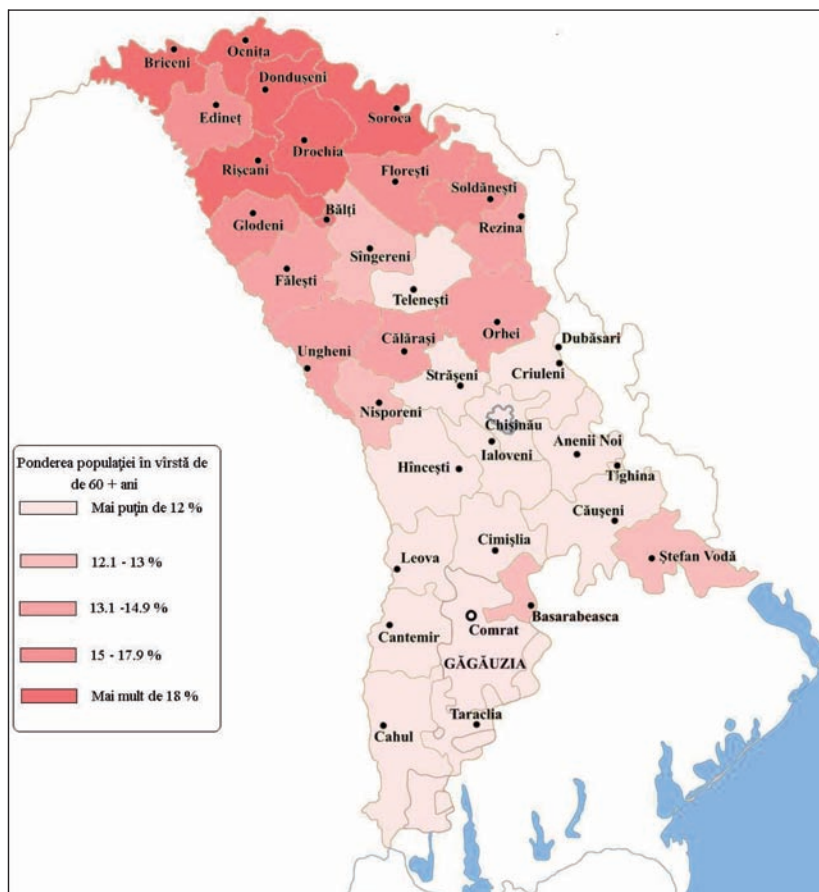 Ocnița
Briceni
Dondușeni
Edineț
Soroca
Drochia
Rîșcani
Florești
Soldănești
Bălți
Glodeni
Rezina
Sîngereni
Fălești
Telenești
Orhei
Călărași
Ungheni
Dubăsari
Strășeni
Criuleni
Nisporeni
Chișinău
Anenii Noi
Ialoveni
Hîncești
Tighina
Căușeni
Cimișlia
Leova
Ștefan Vodă
Basarabeasca
Comrat
Cantemir
GĂGĂUZIA
Taraclia
Cahul
Ponderea populației în vîrstă de
de 60 + ani
Mai puțin de 12 %
12.1 - 13 %
13.1 -14.9 %
15 - 17.9 %
Mai mult de 18 %